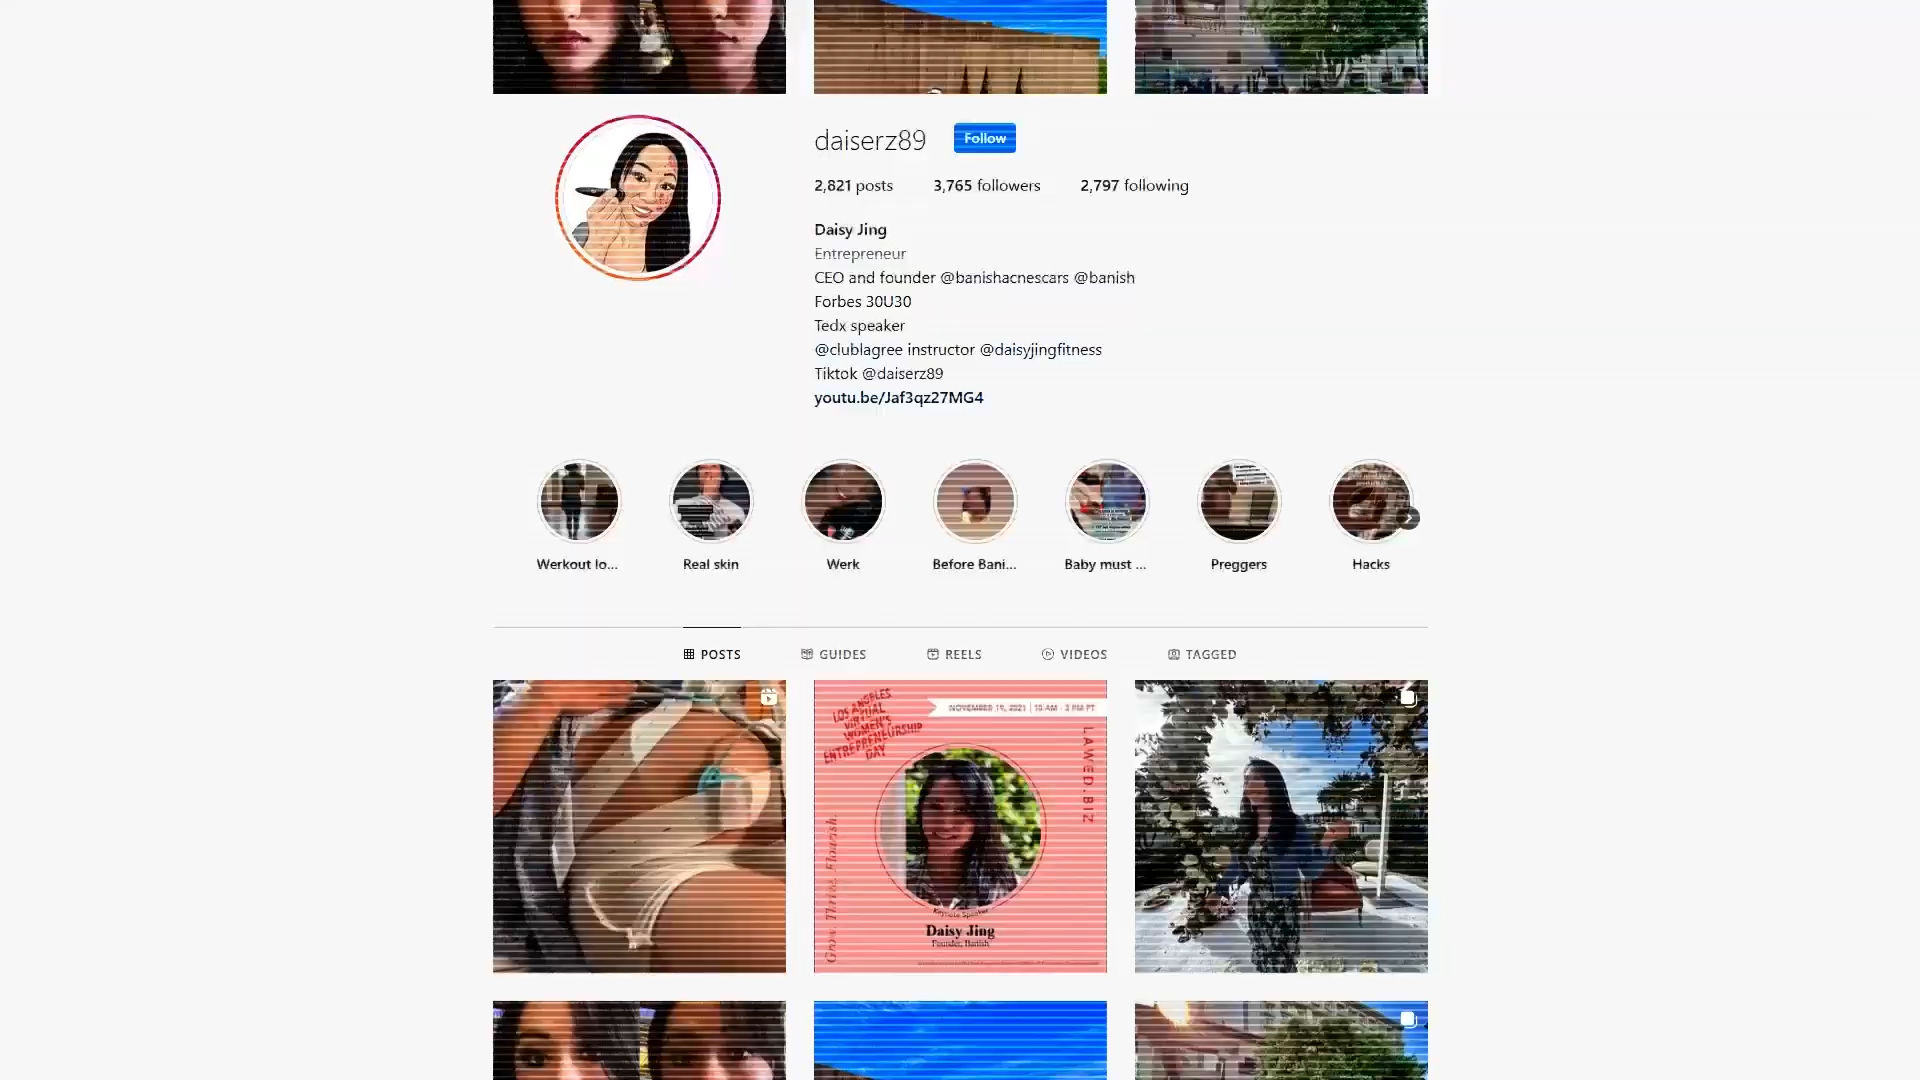 daiserz89 Follow
2,821 posts 3,765 followers 2,797 following
Daisy Jing
Entrepreneur
CEO and founder @banishacnescars @banish
Forbes 30U30
Tedx speaker
@clublagree instructor @daisyjingfitness
Tiktok @daiserz89
youtu.be/Jaf3qz27MG4
Werkout lo... Real skin Werk Before Bani... Baby must ... Preggers Hacks
POSTS GUIDES REELS VIDEOS TAGGED
LOS ANGELES
VIRTUAL
WOMEN'S
ENTREPRENEURSHIP
DAY
NOVEMBER 19, 2021 | 10 AM - 2 PM PT
LAWED.BIZ
Grow. Thrive. Flourish.
Keynote Speaker
Daisy Jing
Founder, Banish